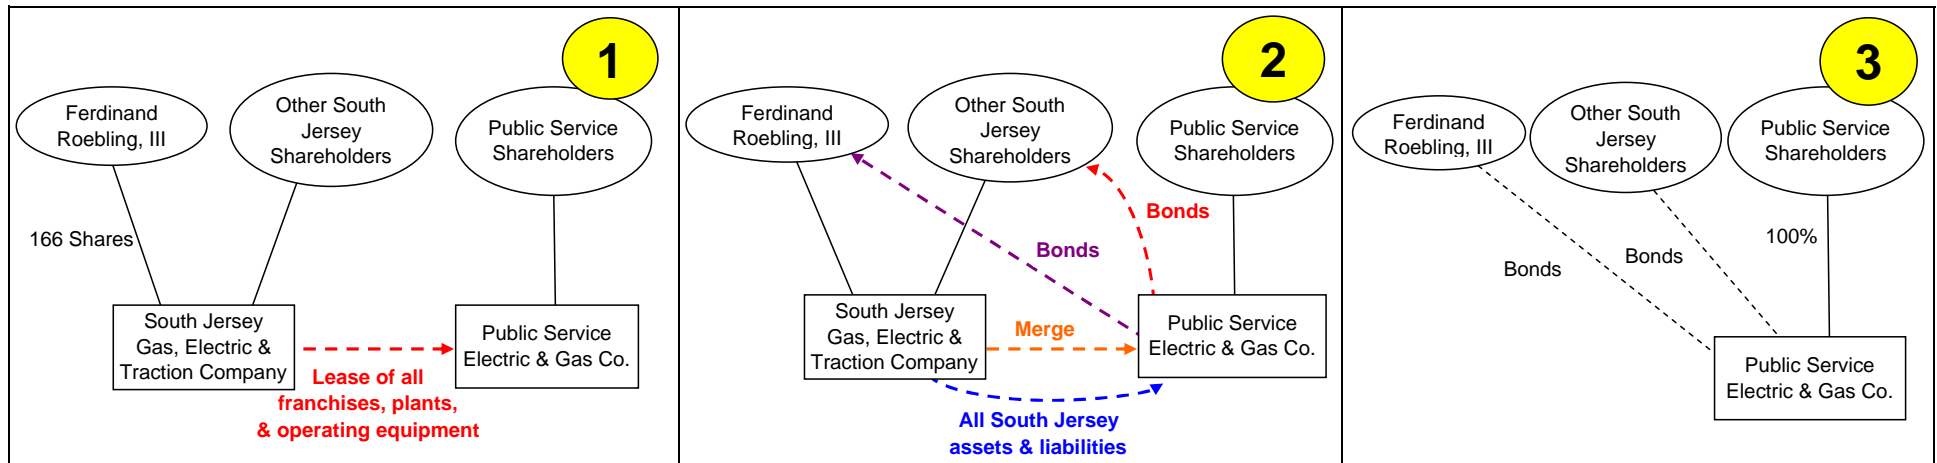 1
Ferdinand
Roebling, III
Other South
Jersey
Shareholders
Public Service
Shareholders
166 Shares
South Jersey
Gas, Electric &
Traction Company
Public Service
Electric & Gas Co.
Lease of all
franchises, plants,
& operating equipment
2
Ferdinand
Roebling, III
Other South
Jersey
Shareholders
Public Service
Shareholders
Bonds
Bonds
South Jersey
Gas, Electric &
Traction Company
Merge
Public Service
Electric & Gas Co.
All South Jersey
assets & liabilities
3
Ferdinand
Roebling, III
Other South
Jersey
Shareholders
Public Service
Shareholders
100%
Bonds
Bonds
Public Service
Electric & Gas Co.